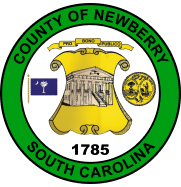 COUNTY OF NEWBERRY
PRO BONO PUBLICO
1785
SOUTH CAROLINA